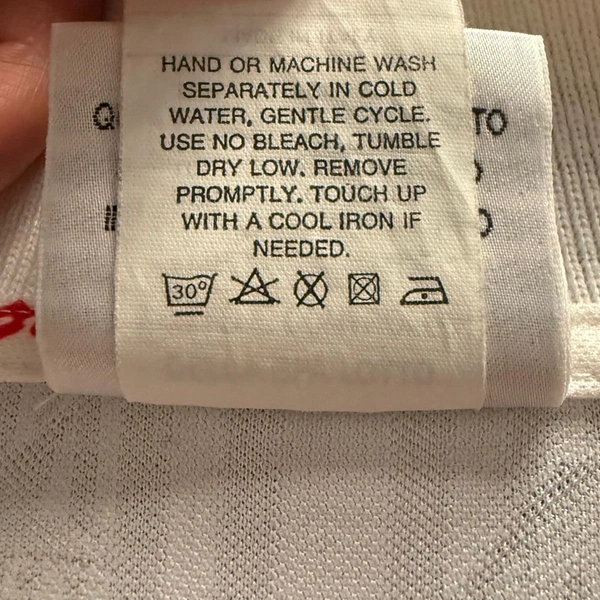 HAND OR MACHINE WASH
SEPARATELY IN COLD
WATER, GENTLE CYCLE.
USE NO BLEACH, TUMBLE
DRY LOW. REMOVE
PROMPTLY. TOUCH UP
WITH A COOL IRON IF
NEEDED.
30°